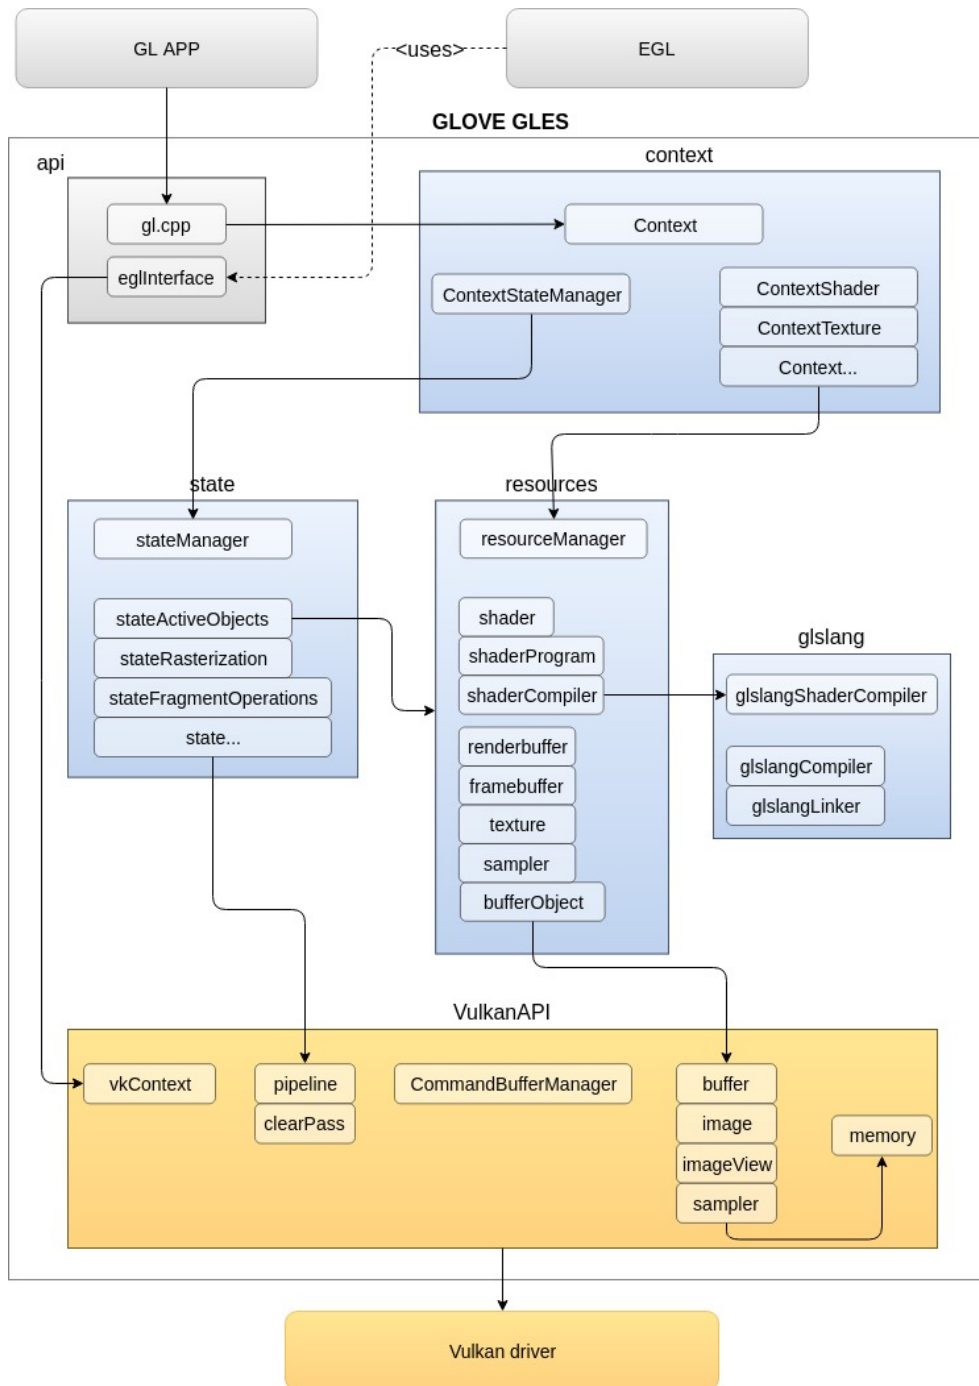 GL APP
<uses>
EGL
GLOVE GLES
api
context
gl.cpp
Context
eglInterface
ContextStateManager
ContextShader
ContextTexture
Context...
state
resources
stateManager
resourceManager
stateActiveObjects
shader
stateRasterization
shaderProgram
glslang
stateFragmentOperations
shaderCompiler
glslangShaderCompiler
state...
renderbuffer
framebuffer
glslangCompiler
texture
glslangLinker
sampler
bufferObject
VulkanAPI
vkContext
pipeline
CommandBufferManager
buffer
clearPass
image
memory
imageView
sampler
Vulkan driver